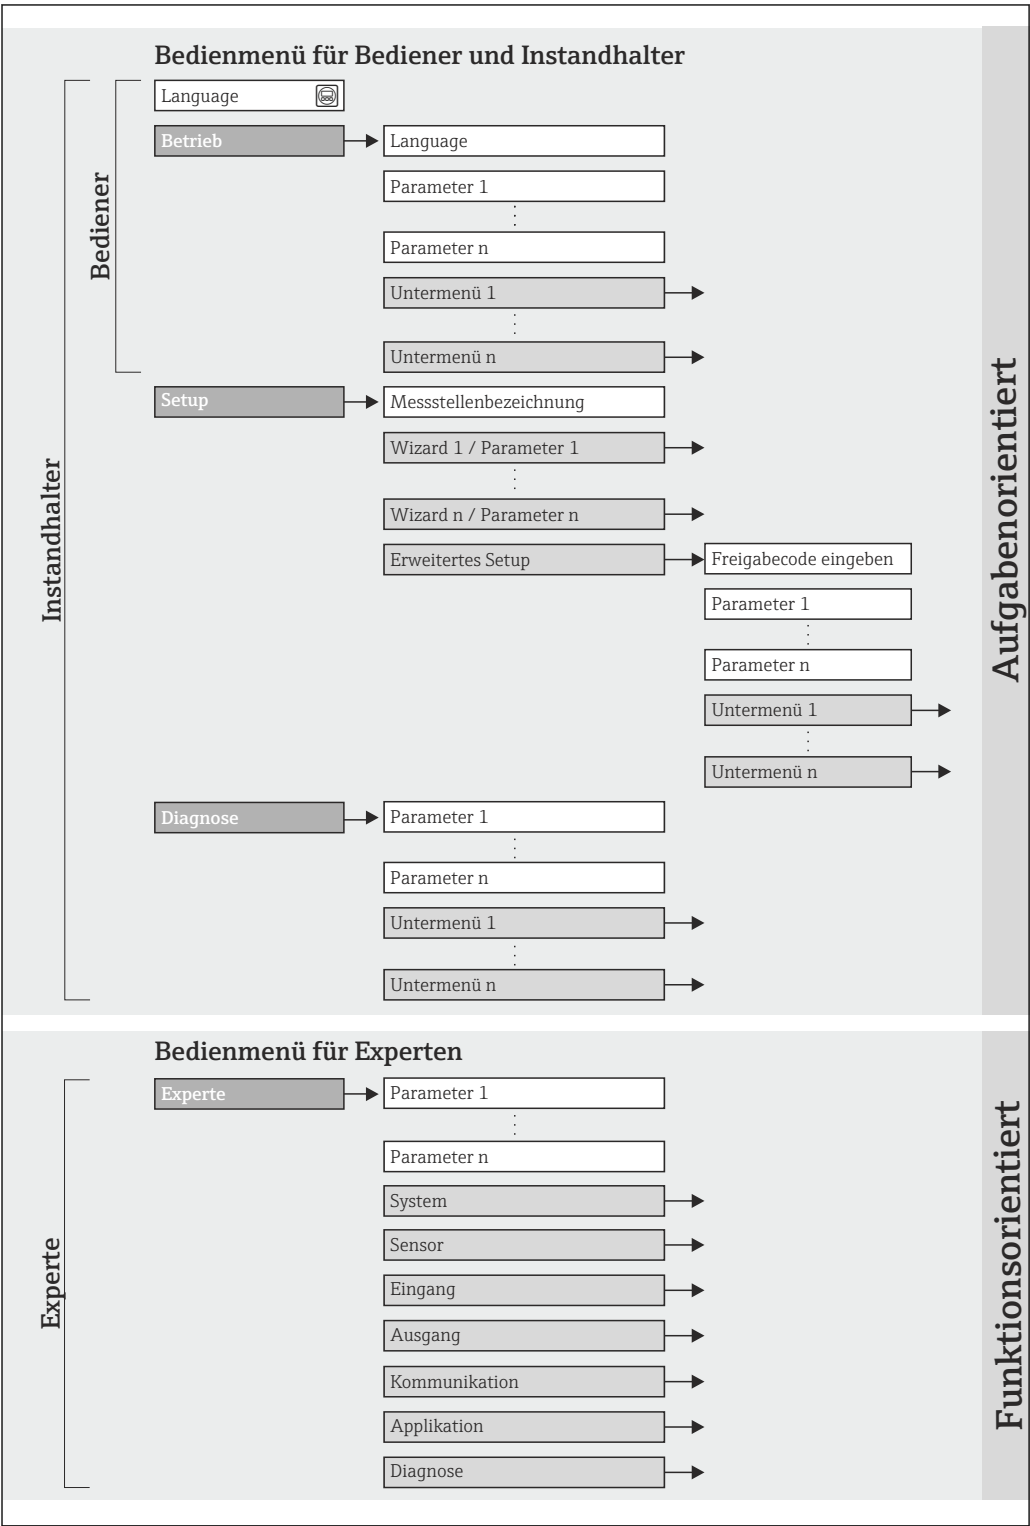 Bedienmenü für Bediener und Instandhalter
Language
Betrieb
Language
Parameter 1
Parameter n
Untermenü 1
Untermenü n
Bediener
Setup
Messstellenbezeichnung
Wizard 1 / Parameter 1
Wizard n / Parameter n
Erweitertes Setup
Freigabecode eingeben
Parameter 1
Parameter n
Untermenü 1
Untermenü n
Diagnose
Parameter 1
Parameter n
Untermenü 1
Untermenü n
Instandhalter
Aufgabenorientiert
Bedienmenü für Experten
Experte
Parameter 1
Parameter n
System
Sensor
Eingang
Ausgang
Kommunikation
Applikation
Diagnose
Experte
Funktionsorientiert